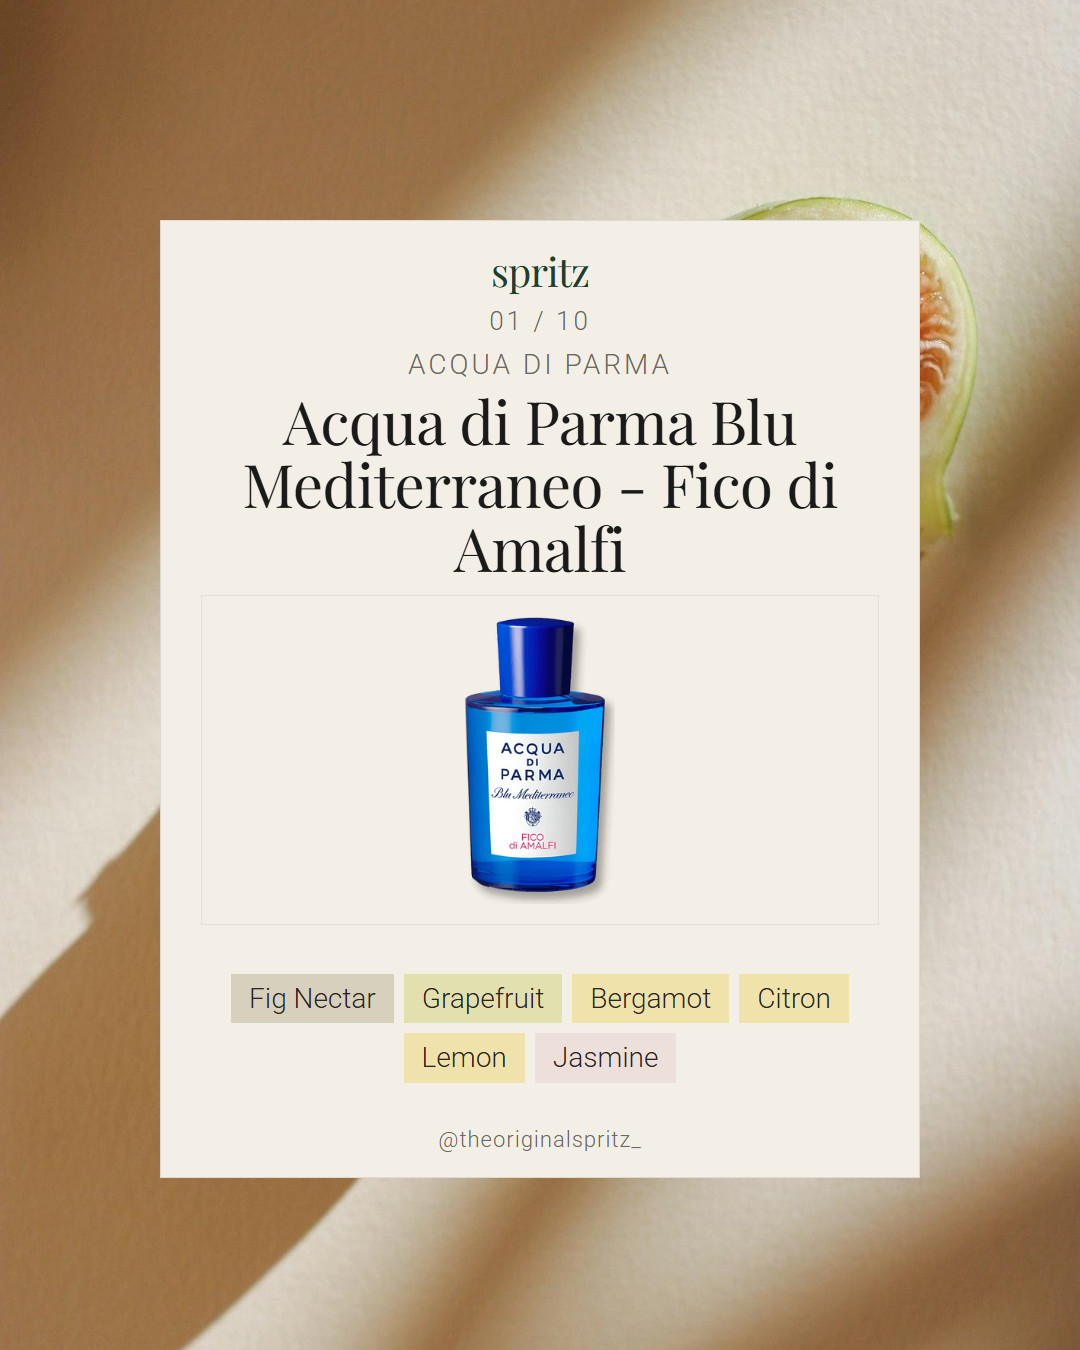 spritz
01 / 10
ACQUA DI PARMA
Acqua di Parma Blu
Mediterraneo - Fico di
Amalfi
ACQUA
DI
PARMA
Blu Mediterraneo
FICO
di AMALFI
Fig Nectar Grapefruit Bergamot Citron
Lemon Jasmine
@theoriginalspritz_